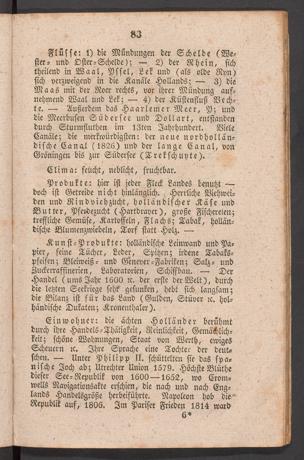 83
Flüsse: 1) die Mündungen der Schelde (We-
ster- und Oster-Schelde); — 2) der Rhein, sich
theilend in Waal, Yssel, Lek und (als olde Ryn)
sich verzweigend in die Kanäle Hollands; — 3) die
Maas mit der Roer rechts, vor ihrer Mündung auf-
nehmend Waal und Lek; — 4) der Küstenfluß Vech-
te. — Außerdem das Haarlemer Meer, P; und
die Meerbusen Südersee und Dollart, entstanden
durch Sturmfluthen im 13ten Jahrhundert. Viele
Canäle; die merkwürdigsten: der neue nordhollän-
dische Canal (1826) und der lange Canal, von
Gröningen bis zur Südersee (Trekschuyte).
Clima: feucht, neblicht, fruchtbar.
Produkte: hier ist jeder Fleck Landes benutzt —
doch ist Getreide nicht hinlänglich. Herrliche Viehwei-
den und Rindviehzucht, holländischer Käse und
Butter, Pferdezucht (Hartdraver), große Fischereien;
treffliche Gemüse, Kartoffeln, Flachs, Tabak, hollän-
dische Blumenzwiebeln, Torf statt Holz. —
Kunst-Produkte: holländische Leinwand und Pa-
pier, feine Tücher, Leder, Spitzen; irdene Tabaks-
pfeifen; Bleiweiß- und Genever-Fabriken; Salz- und
Zuckerraffinerien, Laboratorien, Schiffbau. — Der
Handel (ums Jahr 1600 n. der erste der Welt), durch
die letzten Seekriege sehr gesunken, hebt sich langsam;
die Bilanz ist für das Land (Gulden, Stüver u. hol-
ländische Dukaten; Kronenthaler).
Einwohner: die ächten Holländer berühmt
durch ihre Handels-Thätigkeit, Reinlichkeit, Gemächlich-
keit; schöne Wohnungen, Staat von Werth, ewiges
Scheuern u. Ihre Sprache eine Tochter der deut-
schen. — Unter Philipp II. schüttelten sie das spa-
nische Joch ab; Utrechter Union 1579. Höchste Blüthe
dieser See-Republik von 1600—1652, wo Crom-
wells Navigationsakte erschien, die nach und nach Eng-
lands Handelsgröße herbeiführte. Napoleon hob die
Republik auf, 1806. Im Pariser Frieden 1814 ward
6*